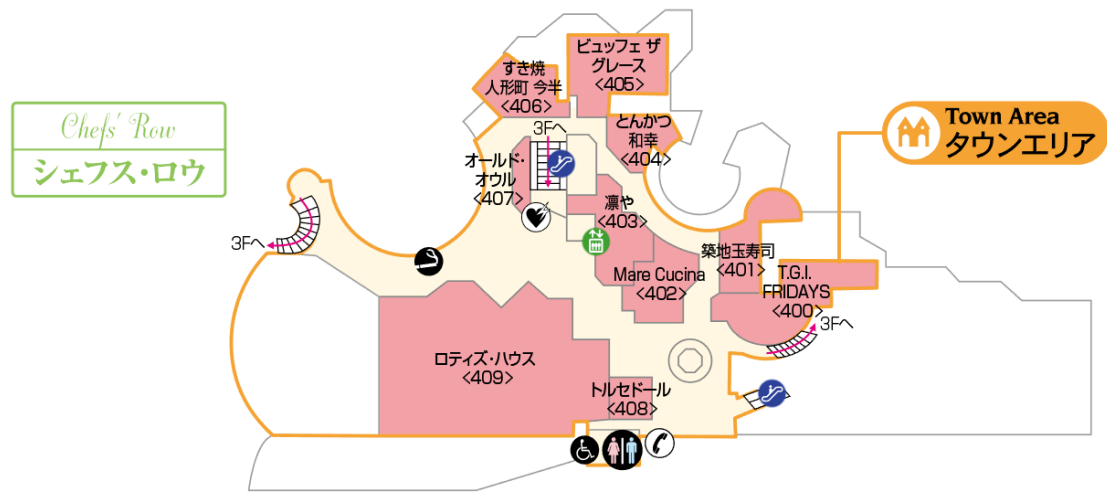 Chefs' Row
シェフス・ロウ
Town Area
タウンエリア
ビュッフェ ザ
グレース
<405>
すき焼
人形町 今半
<406>
3Fへ
とんかつ
和幸
<404>
オールド・
オウル
<407>
凛や
<403>
3Fへ
築地玉寿司
<401>
Mare Cucina
<402>
T.G.I.
FRIDAYS
<400>
3Fへ
ロティズ・ハウス
<409>
トルセドール
<408>